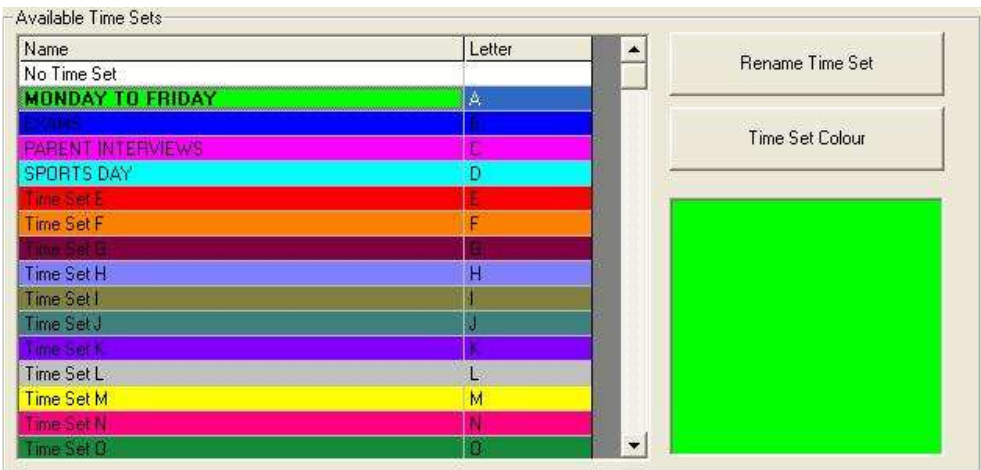 Available Time Sets
Name Letter
No Time Set
MONDAY TO FRIDAY A
EXAMS B
PARENT INTERVIEWS C
SPORTS DAY D
Time Set E E
Time Set F F
Time Set G G
Time Set H H
Time Set I I
Time Set J J
Time Set K K
Time Set L L
Time Set M M
Time Set N N
Time Set O O
Rename Time Set
Time Set Colour